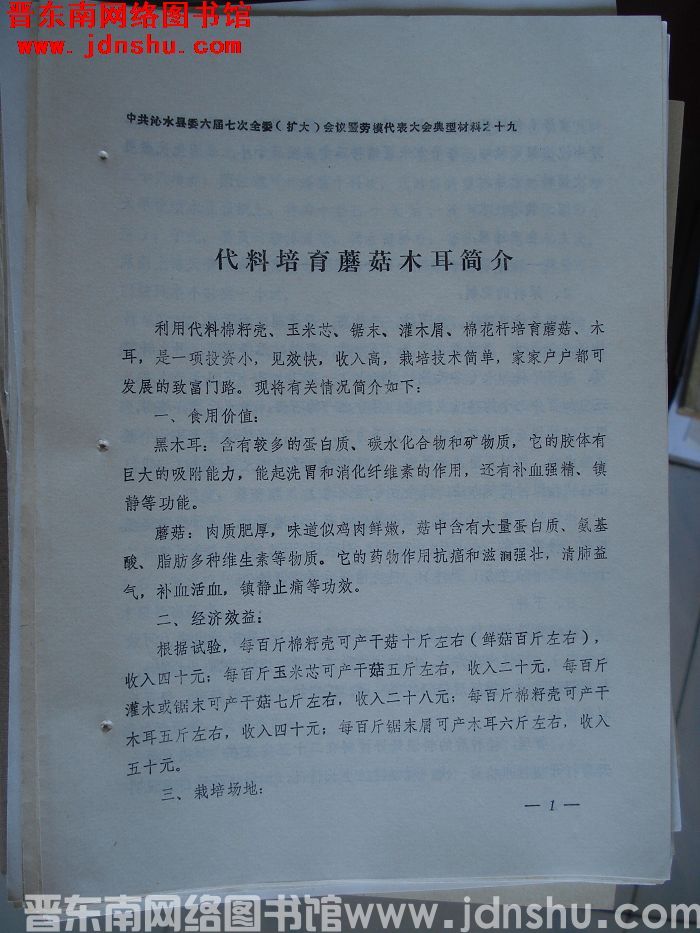 晋东南网络图书馆
www.jdnshu.com
中共沁水县委六届七次全委（扩大）会议暨劳模代表大会典型材料之十九
代料培育蘑菇木耳简介
利用代料棉籽壳、玉米芯、锯末、灌木屑、棉花杆培育蘑菇、木
耳，是一项投资小，见效快，收入高，栽培技术简单，家家户户都可
发展的致富门路。现将有关情况简介如下：
一、食用价值：
黑木耳：含有较多的蛋白质、碳水化合物和矿物质，它的胶体有
巨大的吸附能力，能起洗胃和消化纤维素的作用，还有补血强精、镇
静等功能。
蘑菇：肉质肥厚，味道似鸡肉鲜嫩，菇中含有大量蛋白质、氨基
酸、脂肪多种维生素等物质。它的药物作用抗癌和滋润强壮，清肺益
气，补血活血，镇静止痛等功效。
二、经济效益：
根据试验，每百斤棉籽壳可产干菇十斤左右（鲜菇百斤左右），
收入四十元；每百斤玉米芯可产干菇五斤左右，收入二十元，每百斤
灌木或锯末可产干菇七斤左右，收入二十八元；每百斤棉籽壳可产干
木耳五斤左右，收入四十元；每百斤锯末屑可产木耳六斤左右，收入
五十元。
三、栽培场地：
— 1 —
晋东南网络图书馆www.jdnshu.com